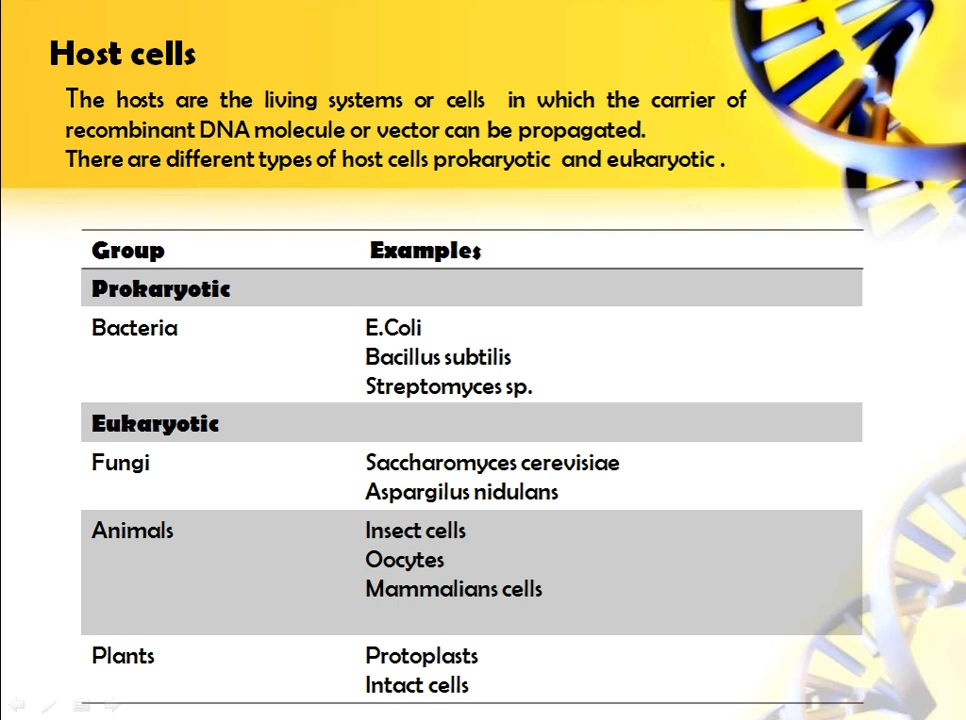 Host cells
The hosts are the living systems or cells in which the carrier of
recombinant DNA molecule or vector can be propagated.
There are different types of host cells prokaryotic and eukaryotic .
Group Examples
Prokaryotic
Bacteria E.Coli
Bacillus subtilis
Streptomyces sp.
Eukaryotic
Fungi Saccharomyces cerevisiae
Aspargilus nidulans
Animals Insect cells
Oocytes
Mammalians cells
Plants Protoplasts
Intact cells